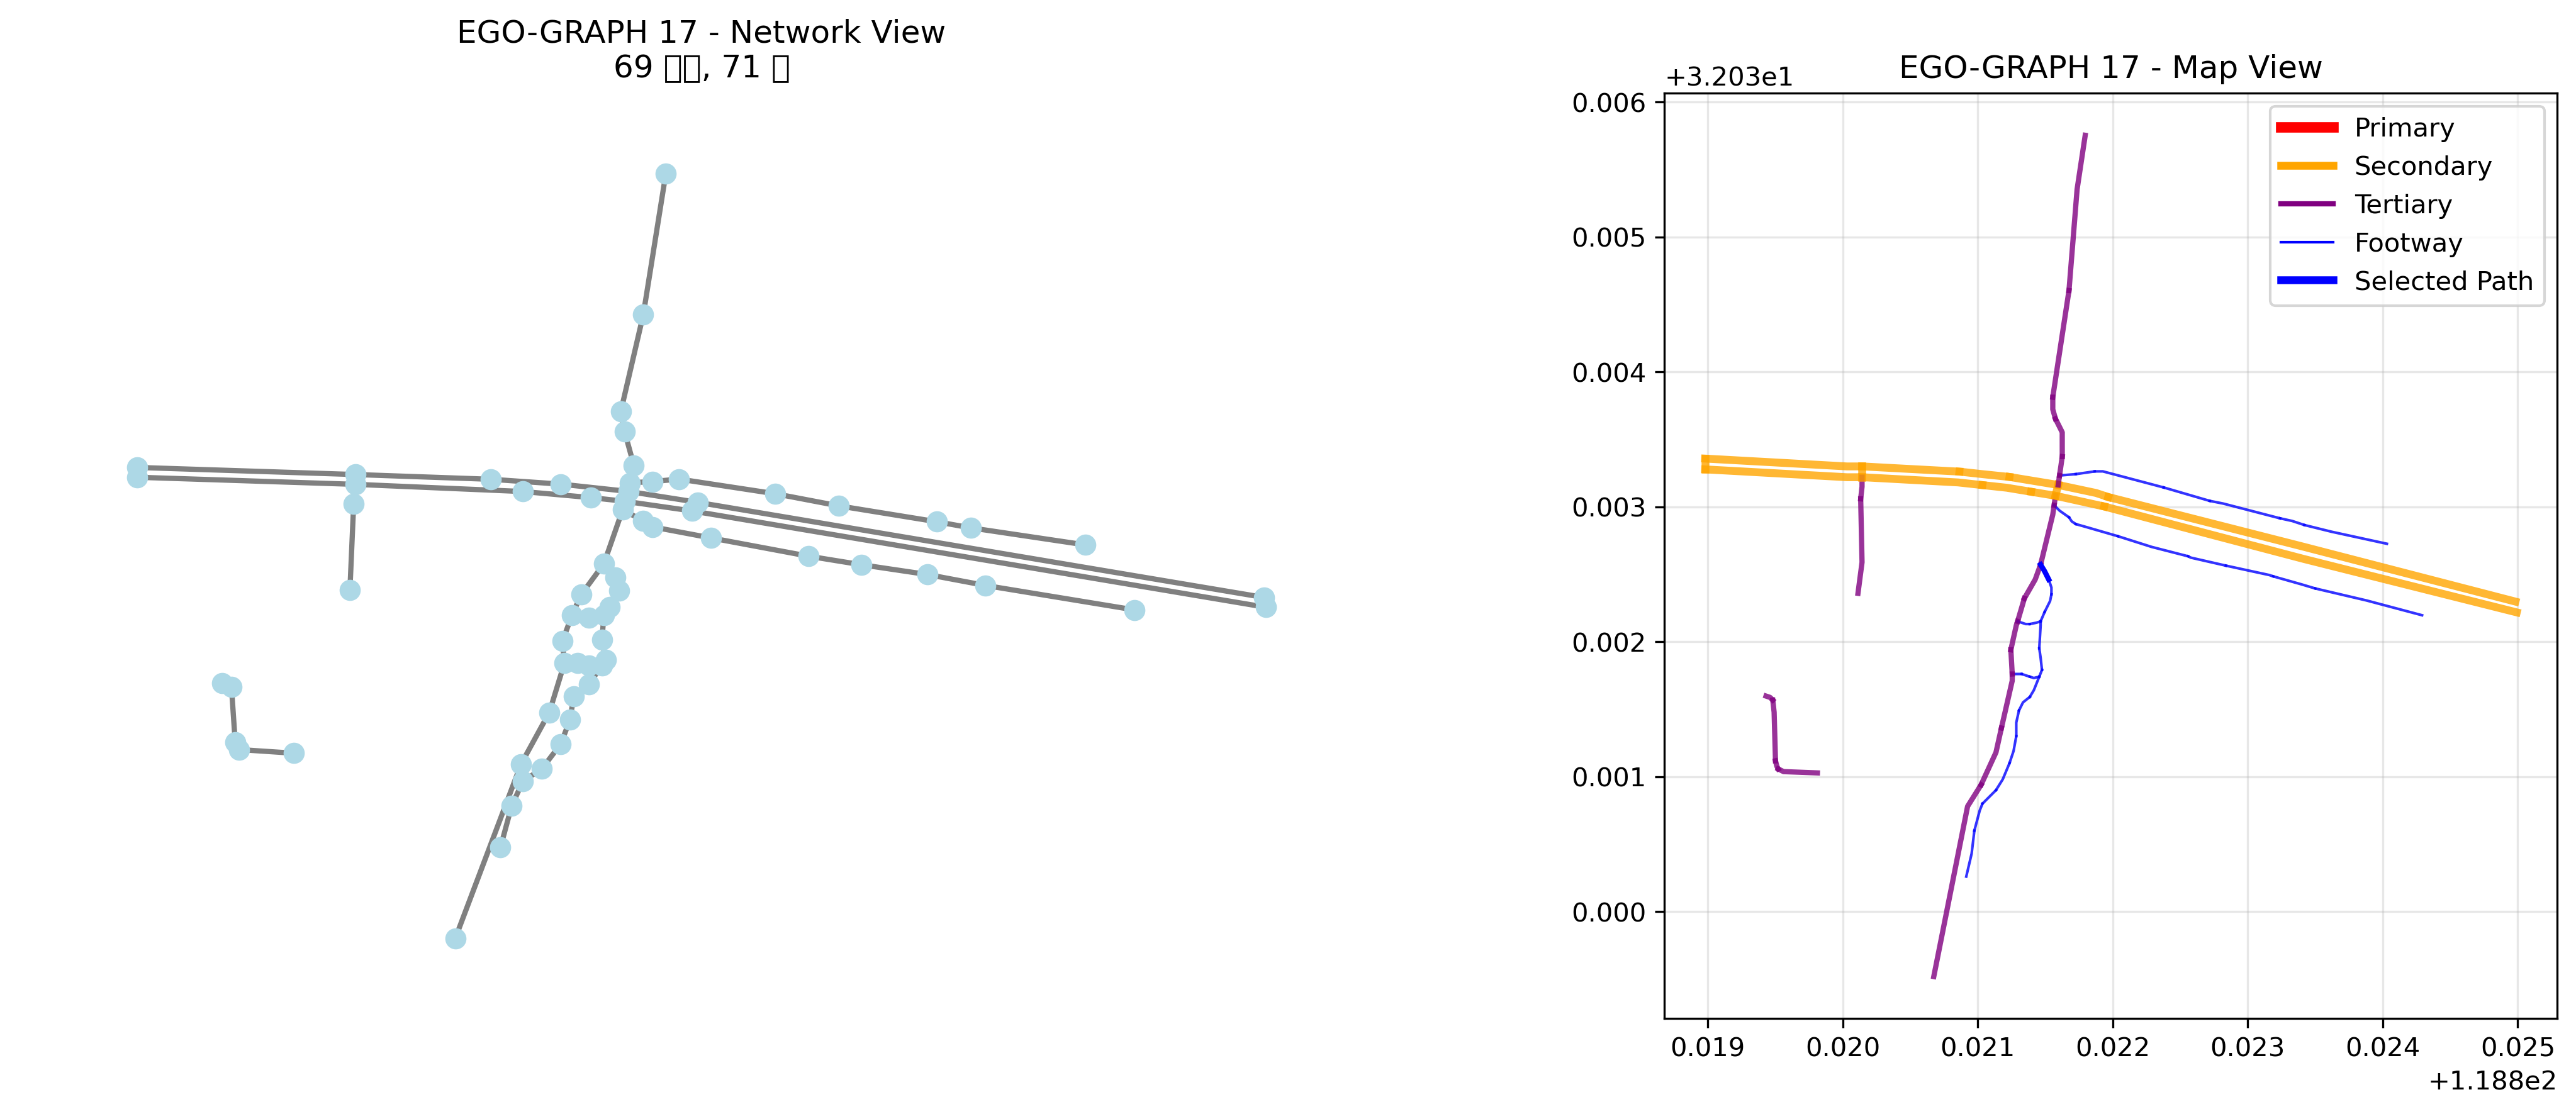 EGO-GRAPH 17 - Network View
69 , 71
EGO-GRAPH 17 - Map View
+3.203e1
0.006
0.005
0.004
0.003
0.002
0.001
0.000
Primary
Secondary
Tertiary
Footway
Selected Path
0.019 0.020 0.021 0.022 0.023 0.024 0.025
+1.188e2